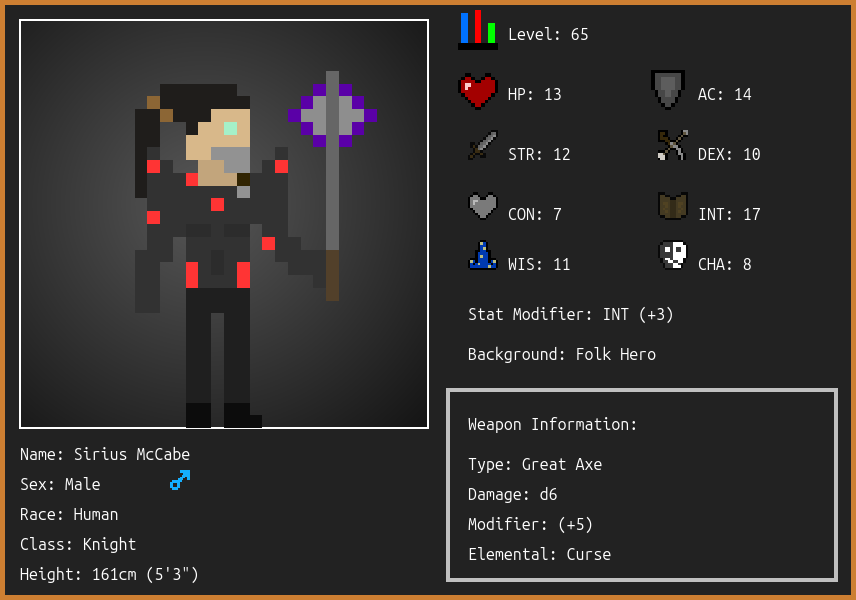 Level: 65
HP: 13
AC: 14
STR: 12
DEX: 10
CON: 7
INT: 17
WIS: 11
CHA: 8
Stat Modifier: INT (+3)
Background: Folk Hero
Weapon Information:
Type: Great Axe
Damage: d6
Modifier: (+5)
Elemental: Curse
Name: Sirius McCabe
Sex: Male
Race: Human
Class: Knight
Height: 161cm (5'3")